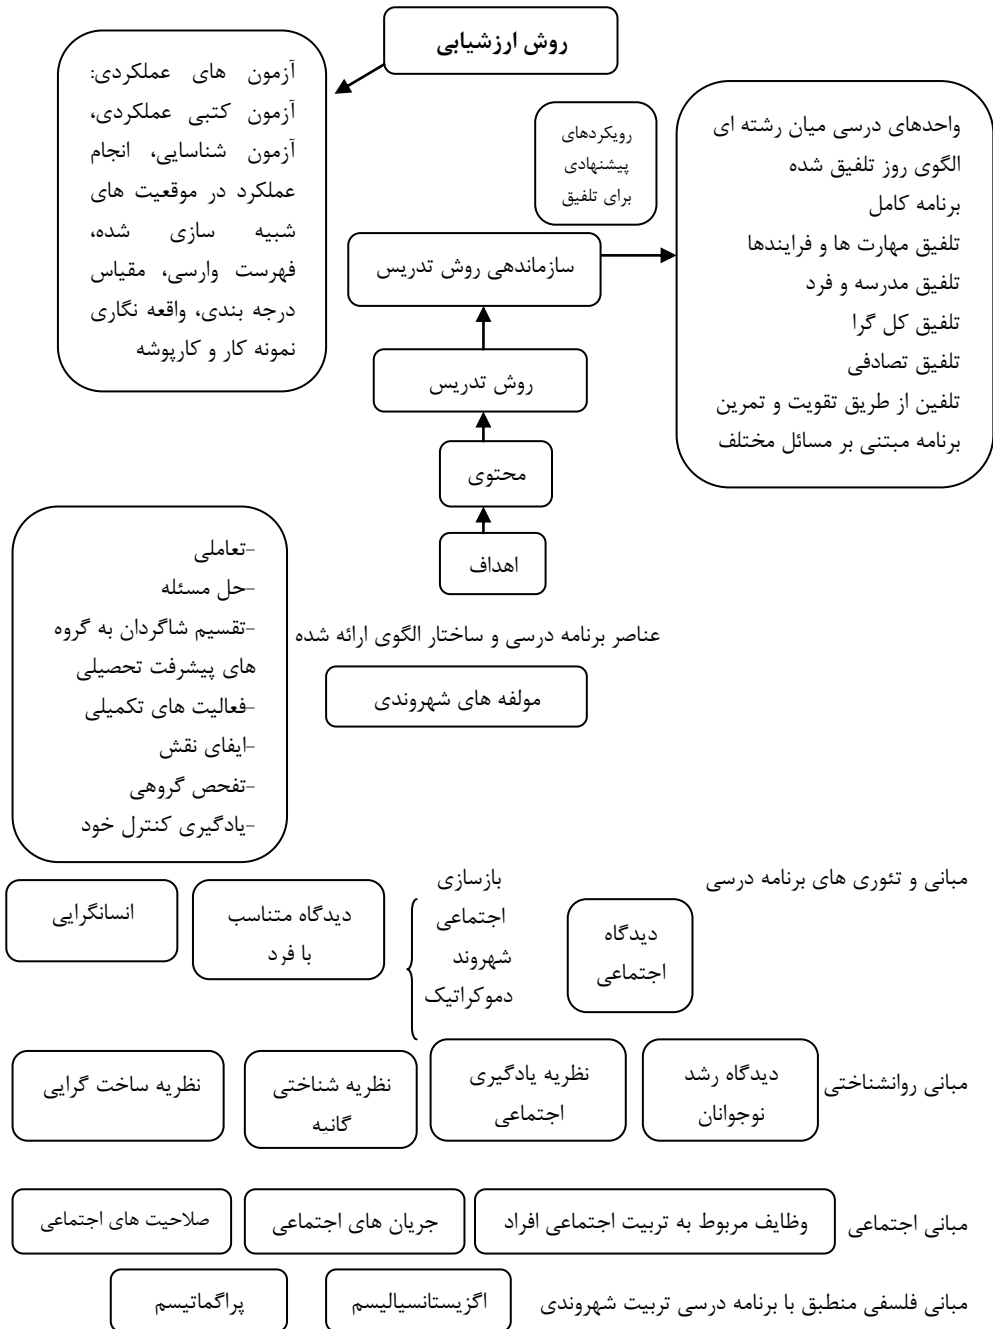 روش ارزشیابی
آزمون های عملکردی:
آزمون کتبی عملکردی،
آزمون شناسایی، انجام
عملکرد در موقعیت های
شبیه سازی شده،
فهرست وارسی، مقیاس
درجه بندی، واقعه نگاری
نمونه کار و کارپوشه
رویکردهای
پیشنهادی
برای تلفیق
واحدهای درسی میان رشته ای
الگوی روز تلفیق شده
برنامه کامل
تلفیق مهارت ها و فرایندها
تلفیق مدرسه و فرد
تلفیق کل گرا
تلفیق تصادفی
تلفین از طریق تقویت و تمرین
برنامه مبتنی بر مسائل مختلف
سازماندهی روش تدریس
روش تدریس
محتوی
اهداف
-تعاملی
-حل مسئله
-تقسیم شاگردان به گروه
های پیشرفت تحصیلی
-فعالیت های تکمیلی
-ایفای نقش
-تفحص گروهی
-یادگیری کنترل خود
عناصر برنامه درسی و ساختار الگوی ارائه شده
مولفه های شهروندی
مبانی و تئوری های برنامه درسی
دیدگاه
اجتماعی
بازسازی
اجتماعی
شهروند
دموکراتیک
دیدگاه متناسب
با فرد
انسانگرایی
مبانی روانشناختی
دیدگاه رشد
نوجوانان
نظریه یادگیری
اجتماعی
نظریه شناختی
گانیه
نظریه ساخت گرایی
مبانی اجتماعی
وظایف مربوط به تربیت اجتماعی افراد
جریان های اجتماعی
صلاحیت های اجتماعی
مبانی فلسفی منطبق با برنامه درسی تربیت شهروندی
اگزیستانسیالیسم
پراگماتیسم